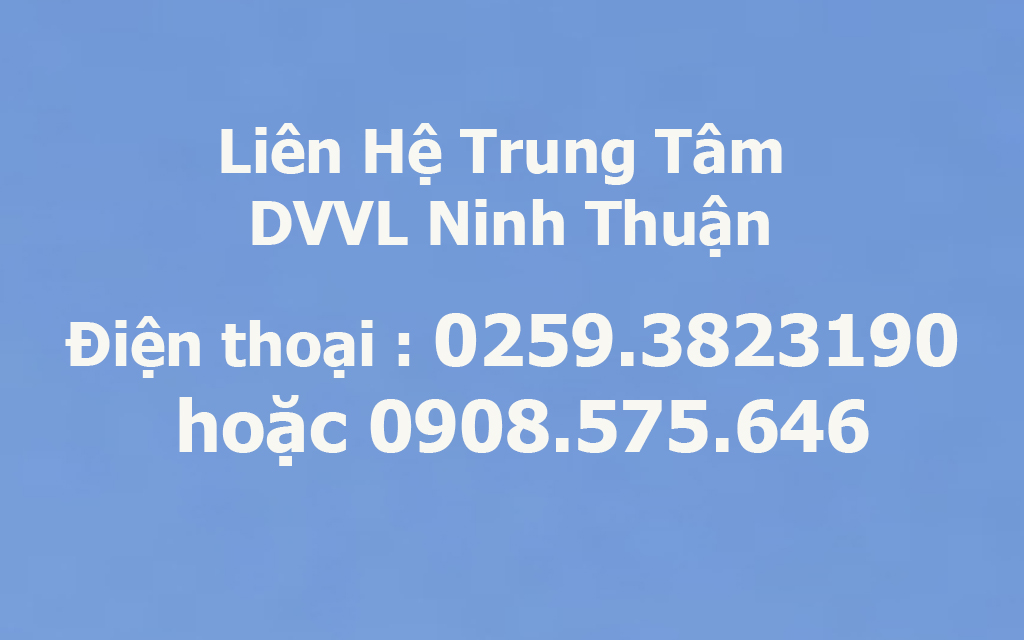 Liên Hệ Trung Tâm
DVVL Ninh Thuận
Điện thoại : 0259.3823190
hoặc 0908.575.646